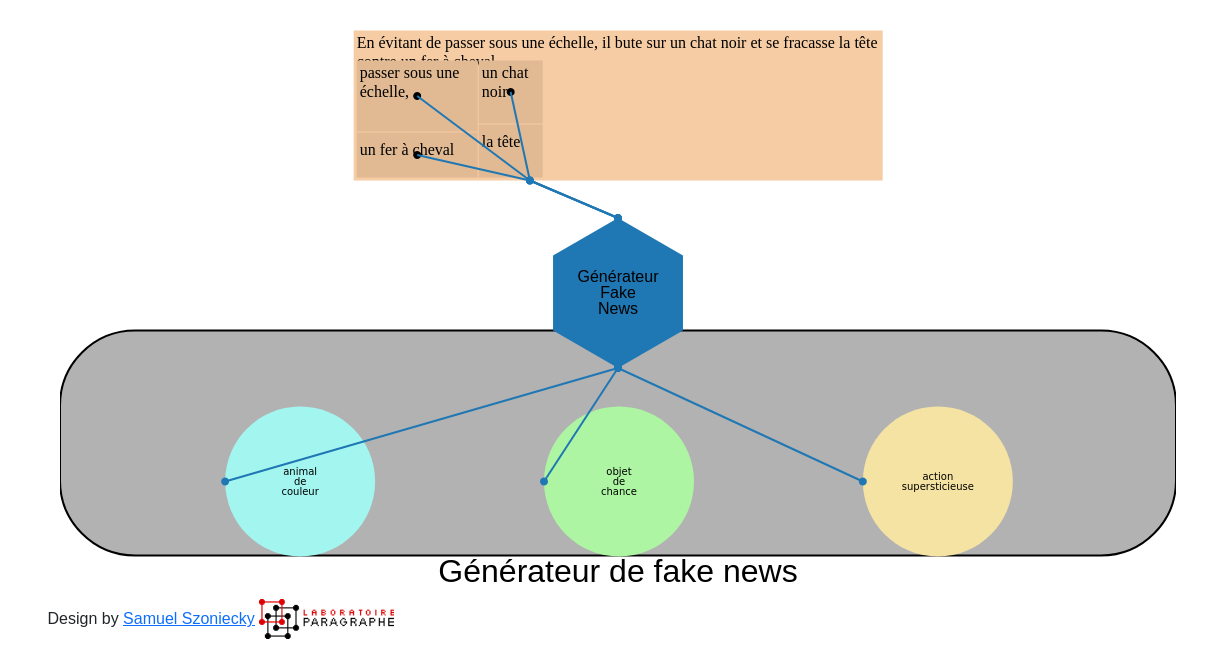 En évitant de passer sous une échelle, il bute sur un chat noir et se fracasse la tête
contre un fer à cheval
passer sous une
échelle,
un chat
noir
un fer à cheval
la tête
Générateur
Fake
News
animal
de
couleur
objet
de
chance
action
supersticieuse
Générateur de fake news
Design by Samuel Szoniecky
LABORATOIRE
PARAGRAPHE